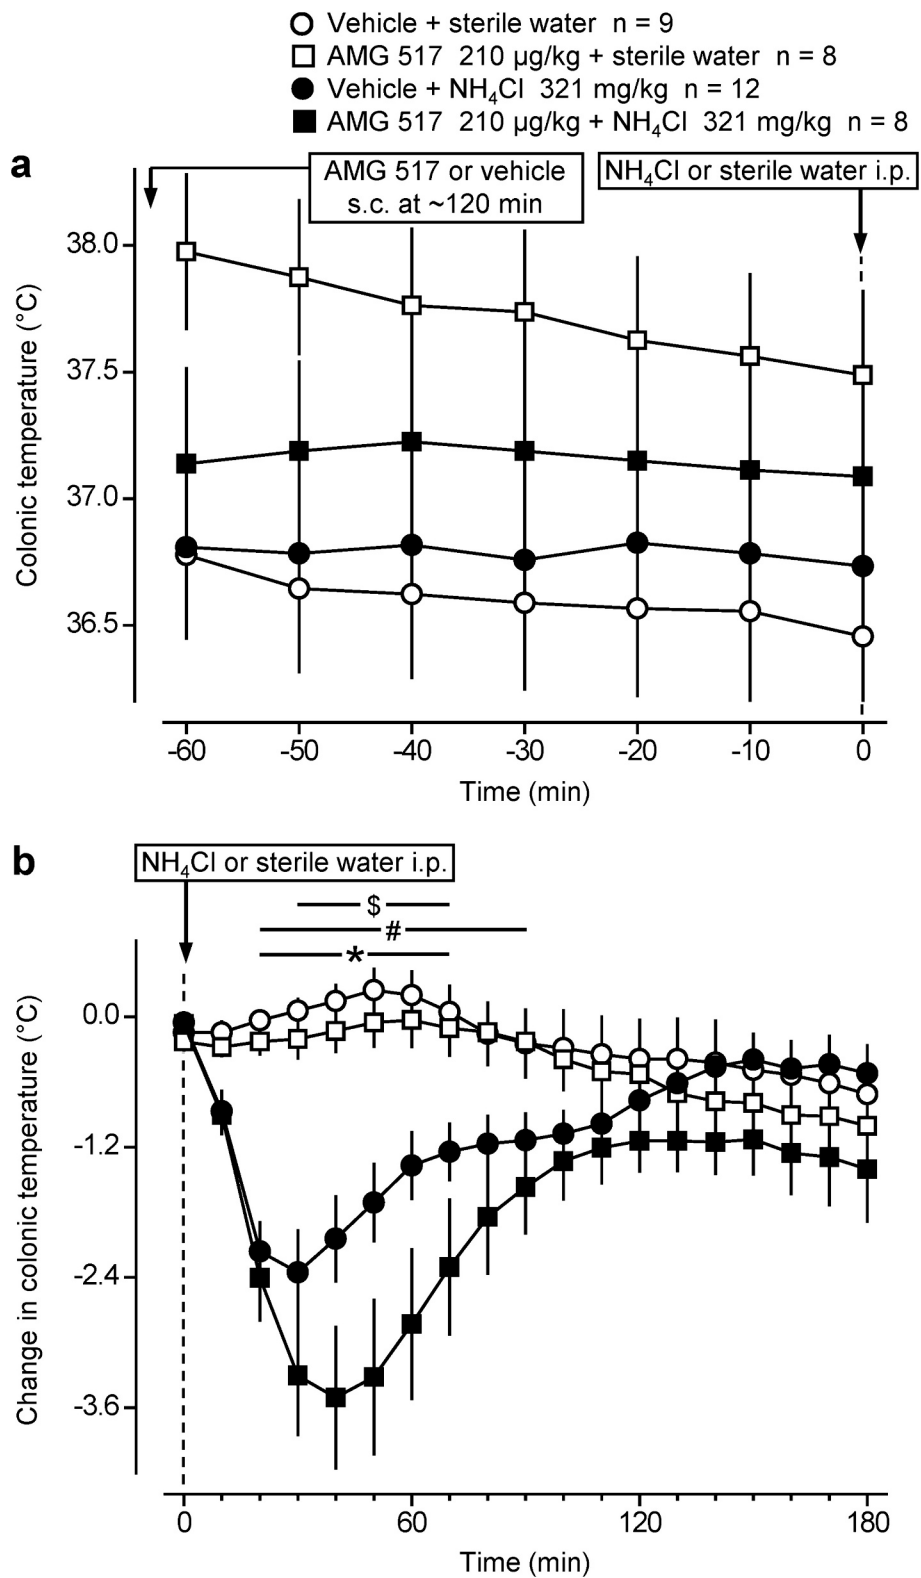 Vehicle + sterile water n = 9
AMG 517 210 µg/kg + sterile water n = 8
Vehicle + NH₄Cl 321 mg/kg n = 12
AMG 517 210 µg/kg + NH₄Cl 321 mg/kg n = 8
a
AMG 517 or vehicle
s.c. at ~120 min
NH₄Cl or sterile water i.p.
Colonic temperature (°C)
38.0
37.5
37.0
36.5
-60 -50 -40 -30 -20 -10 0
Time (min)
b
NH₄Cl or sterile water i.p.
$
#
*
Change in colonic temperature (°C)
0.0
-1.2
-2.4
-3.6
0 60 120 180
Time (min)